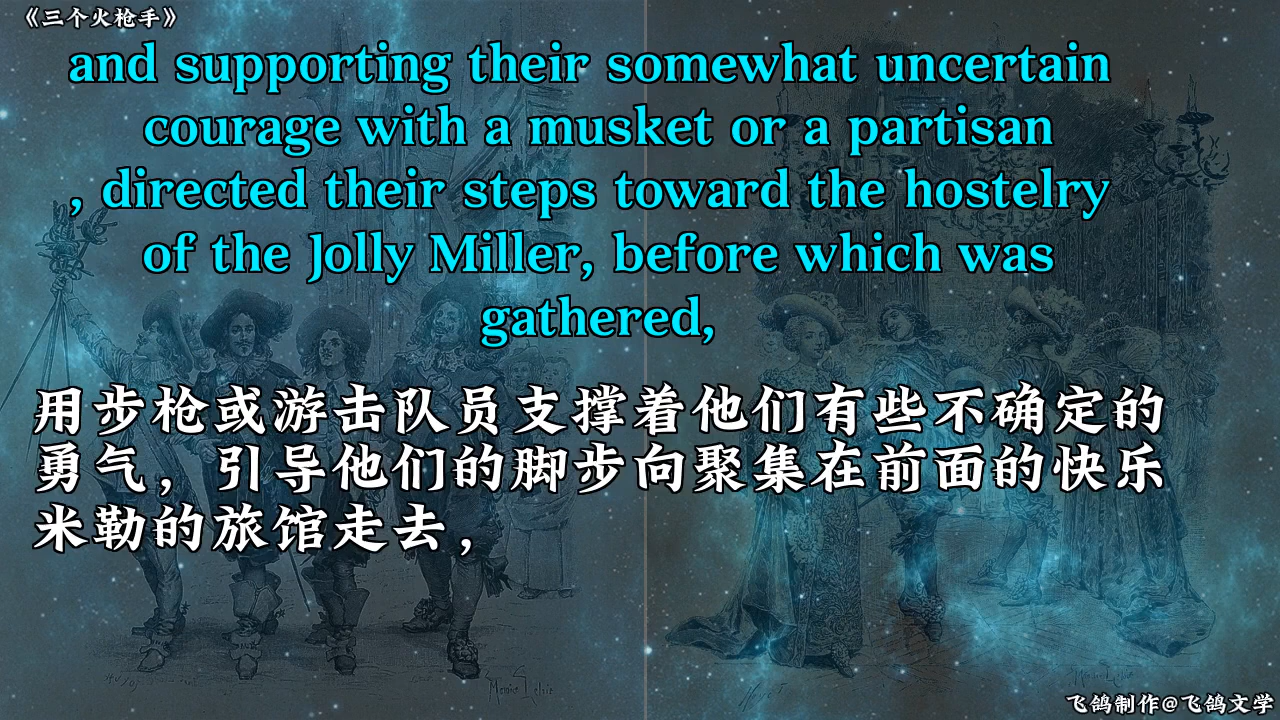 《三个火枪手》
and supporting their somewhat uncertain
courage with a musket or a partisan
, directed their steps toward the hostelry
of the Jolly Miller, before which was
gathered,
用步枪或游击队员支撑着他们有些不确定的
勇气，引导他们的脚步向聚集在前面的快乐
米勒的旅馆走去，
飞鸽制作@飞鸽文学